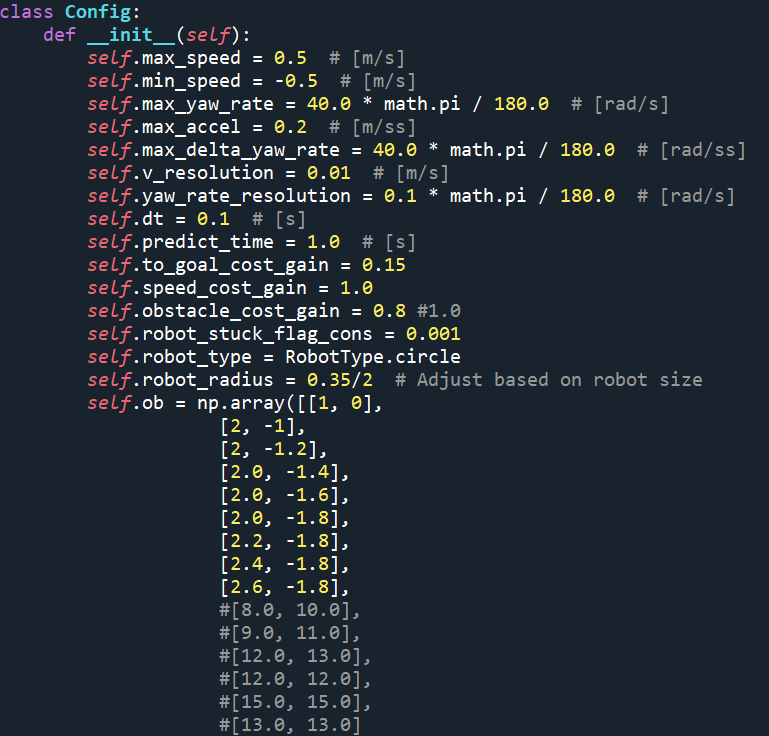 class Config:
    def __init__(self):
        self.max_speed = 0.5  # [m/s]
        self.min_speed = -0.5  # [m/s]
        self.max_yaw_rate = 40.0 * math.pi / 180.0  # [rad/s]
        self.max_accel = 0.2  # [m/ss]
        self.max_delta_yaw_rate = 40.0 * math.pi / 180.0  # [rad/ss]
        self.v_resolution = 0.01  # [m/s]
        self.yaw_rate_resolution = 0.1 * math.pi / 180.0  # [rad/s]
        self.dt = 0.1  # [s]
        self.predict_time = 1.0  # [s]
        self.to_goal_cost_gain = 0.15
        self.speed_cost_gain = 1.0
        self.obstacle_cost_gain = 0.8 #1.0
        self.robot_stuck_flag_cons = 0.001
        self.robot_type = RobotType.circle
        self.robot_radius = 0.35/2  # Adjust based on robot size
        self.ob = np.array([[1, 0],
                    [2, -1],
                    [2, -1.2],
                    [2.0, -1.4],
                    [2.0, -1.6],
                    [2.0, -1.8],
                    [2.2, -1.8],
                    [2.4, -1.8],
                    [2.6, -1.8],
                    #[8.0, 10.0],
                    #[9.0, 11.0],
                    #[12.0, 13.0],
                    #[12.0, 12.0],
                    #[15.0, 15.0],
                    #[13.0, 13.0]